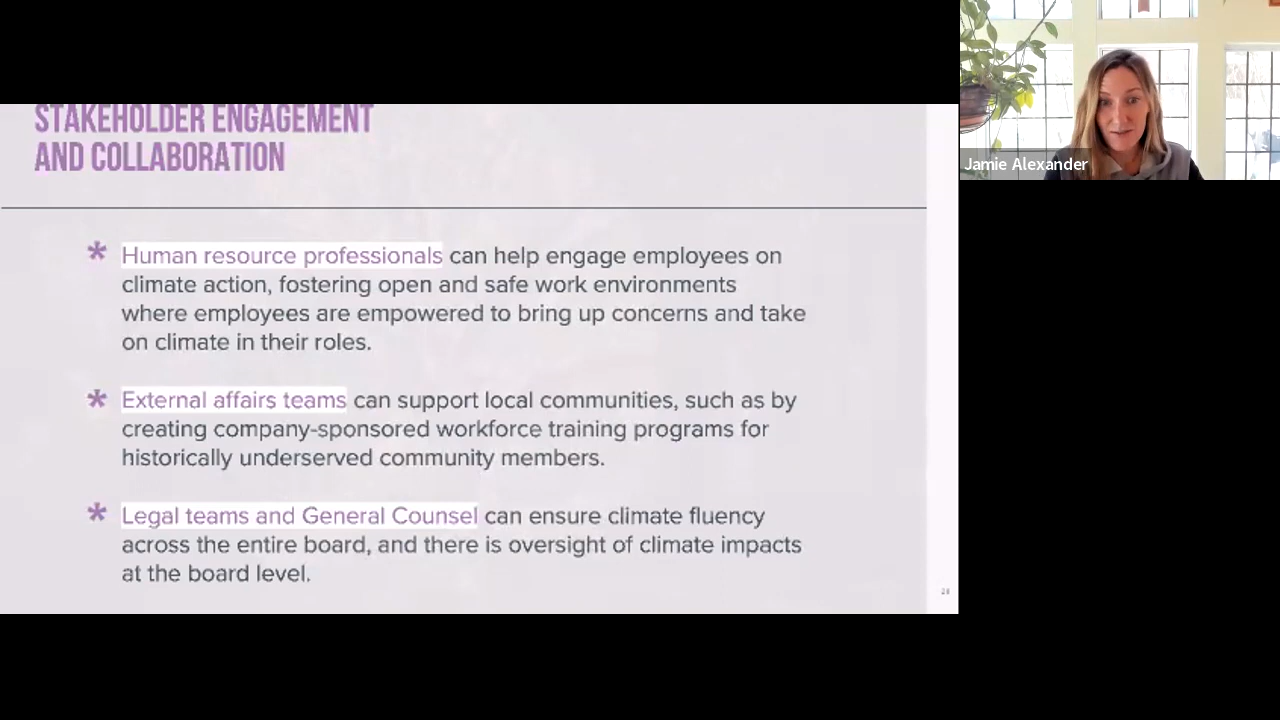 STAKEHOLDER ENGAGEMENT
AND COLLABORATION
* Human resource professionals can help engage employees on
climate action, fostering open and safe work environments
where employees are empowered to bring up concerns and take
on climate in their roles.
* External affairs teams can support local communities, such as by
creating company-sponsored workforce training programs for
historically underserved community members.
* Legal teams and General Counsel can ensure climate fluency
across the entire board, and there is oversight of climate impacts
at the board level.
Jamie Alexander